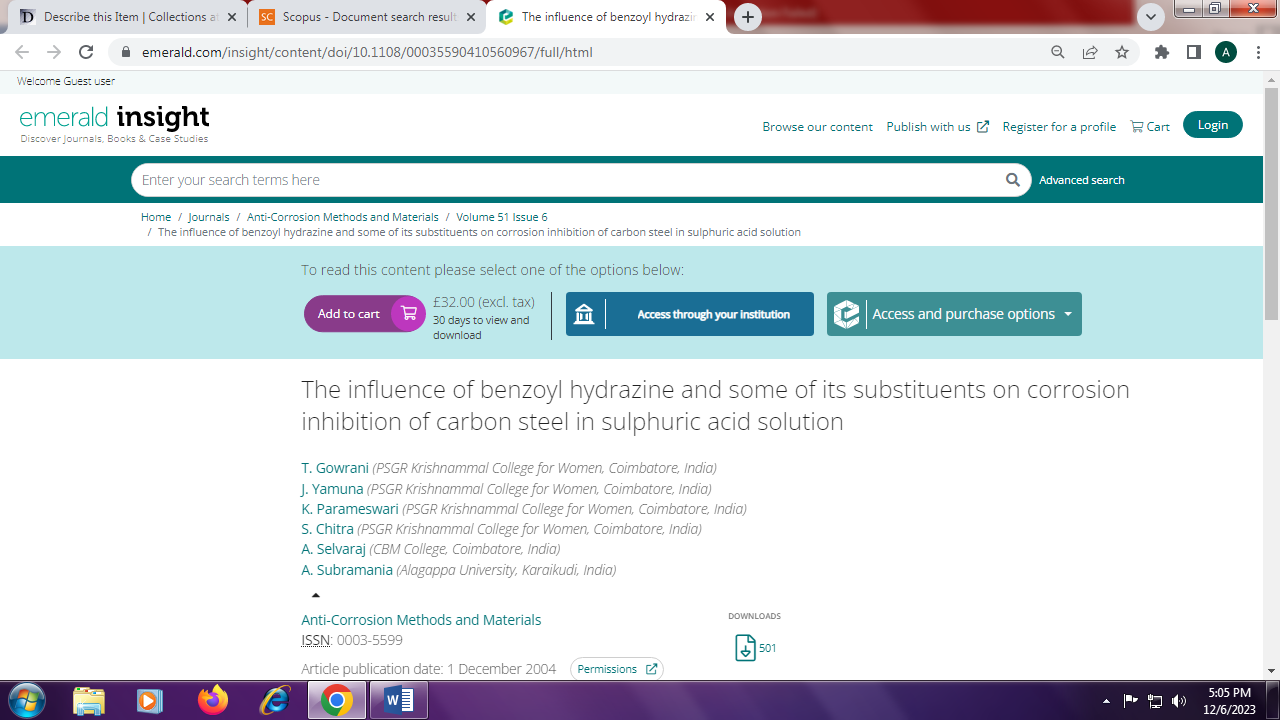 Describe this Item | Collections at
Scopus - Document search result
The influence of benzoyl hydrazin
emerald.com/insight/content/doi/10.1108/00035590410560967/full/html
A
Welcome Guest user
emerald insight
Discover Journals, Books & Case Studies
Browse our content
Publish with us
Register for a profile
Cart
Login
Enter your search terms here
Advanced search
Home / Journals / Anti-Corrosion Methods and Materials / Volume 51 Issue 6
/ The influence of benzoyl hydrazine and some of its substituents on corrosion inhibition of carbon steel in sulphuric acid solution
To read this content please select one of the options below:
Add to cart
£32.00 (excl. tax)
30 days to view and
download
Access through your institution
Access and purchase options
The influence of benzoyl hydrazine and some of its substituents on corrosion
inhibition of carbon steel in sulphuric acid solution
T. Gowrani (PSGR Krishnammal College for Women, Coimbatore, India)
J. Yamuna (PSGR Krishnammal College for Women, Coimbatore, India)
K. Parameswari (PSGR Krishnammal College for Women, Coimbatore, India)
S. Chitra (PSGR Krishnammal College for Women, Coimbatore, India)
A. Selvaraj (CBM College, Coimbatore, India)
A. Subramania (Alagappa University, Karaikudi, India)
Anti-Corrosion Methods and Materials
ISSN: 0003-5599
Article publication date: 1 December 2004
Permissions
DOWNLOADS
501
5:05 PM
12/6/2023